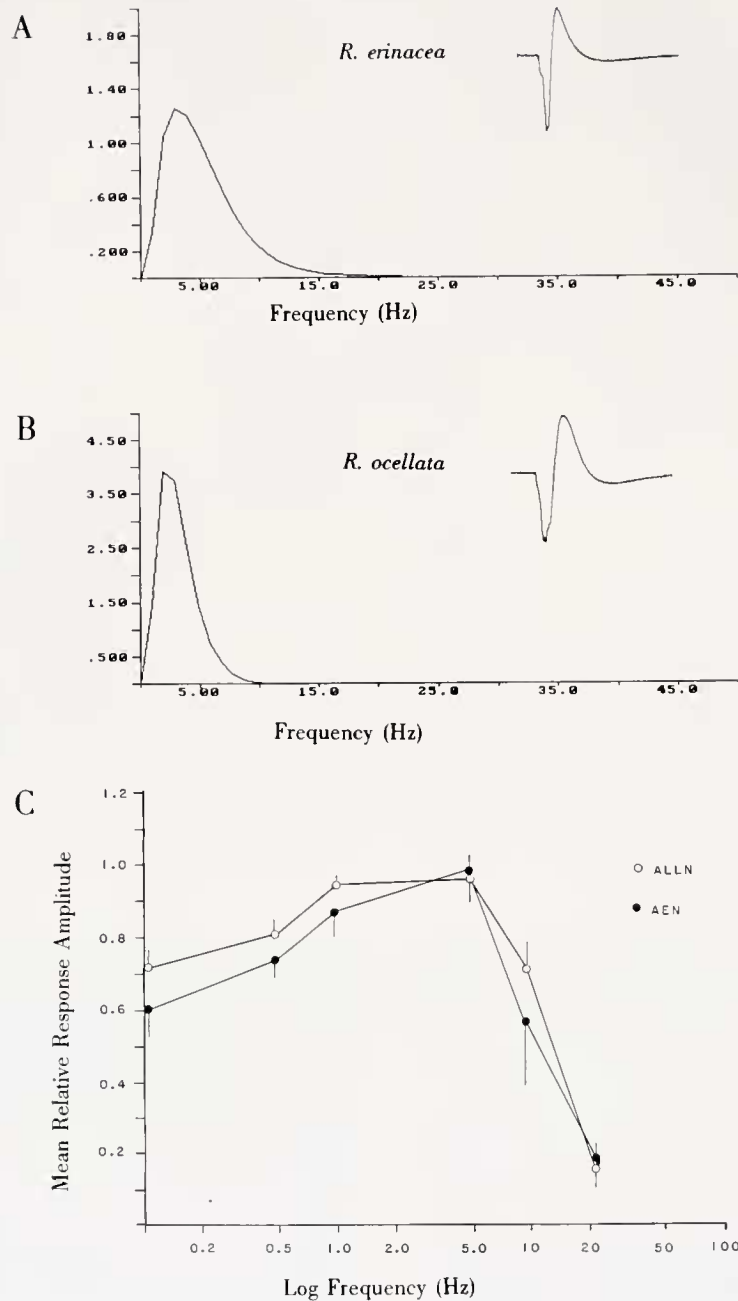 A
R. erinacea
1.80
1.40
1.00
.600
.200
5.00 15.0 25.0 35.0 45.0
Frequency (Hz)
B
R. ocellata
4.50
3.50
2.50
1.50
.500
5.00 15.0 25.0 35.0 45.0
Frequency (Hz)
C
Mean Relative Response Amplitude
1.2
1.0
0.8
0.6
0.4
0.2
ALLN
AEN
0.2 0.5 1.0 2.0 5.0 10 20 50 100
Log Frequency (Hz)